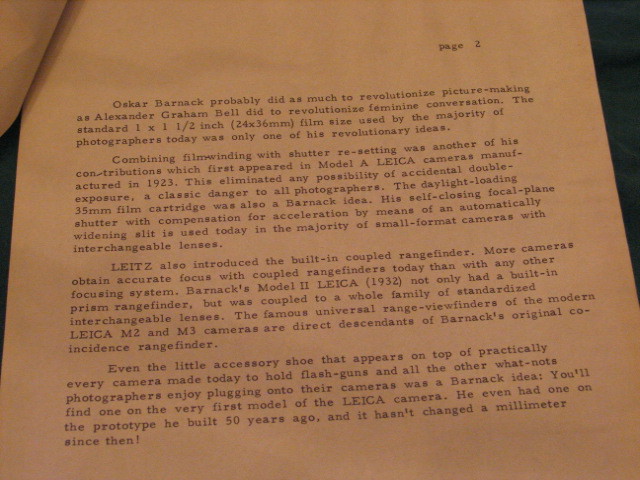 page 2
Oskar Barnack probably did as much to revolutionize picture-making
as Alexander Graham Bell did to revolutionize feminine conversation. The
standard 1 x 1 1/2 inch (24x36mm) film size used by the majority of
photographers today was only one of his revolutionary ideas.
Combining filmwinding with shutter re-setting was another of his
contributions which first appeared in Model A LEICA cameras manuf-
actured in 1923. This eliminated any possibility of accidental double-
exposure, a classic danger to all photographers. The daylight-loading
35mm film cartridge was also a Barnack idea. His self-closing focal-plane
shutter with compensation for acceleration by means of an automatically
widening slit is used today in the majority of small-format cameras with
interchangeable lenses.
LEITZ also introduced the built-in coupled rangefinder. More cameras
obtain accurate focus with coupled rangefinders today than with any other
focusing system. Barnack's Model II LEICA (1932) not only had a built-in
prism rangefinder, but was coupled to a whole family of standardized
interchangeable lenses. The famous universal range-viewfinders of the modern
LEICA M2 and M3 cameras are direct descendants of Barnack's original co-
incidence rangefinder.
Even the little accessory shoe that appears on top of practically
every camera made today to hold flash-guns and all the other what-nots
photographers enjoy plugging onto their cameras was a Barnack idea: You'll
find one on the very first model of the LEICA camera. He even had one on
the prototype he built 50 years ago, and it hasn't changed a millimeter
since then!